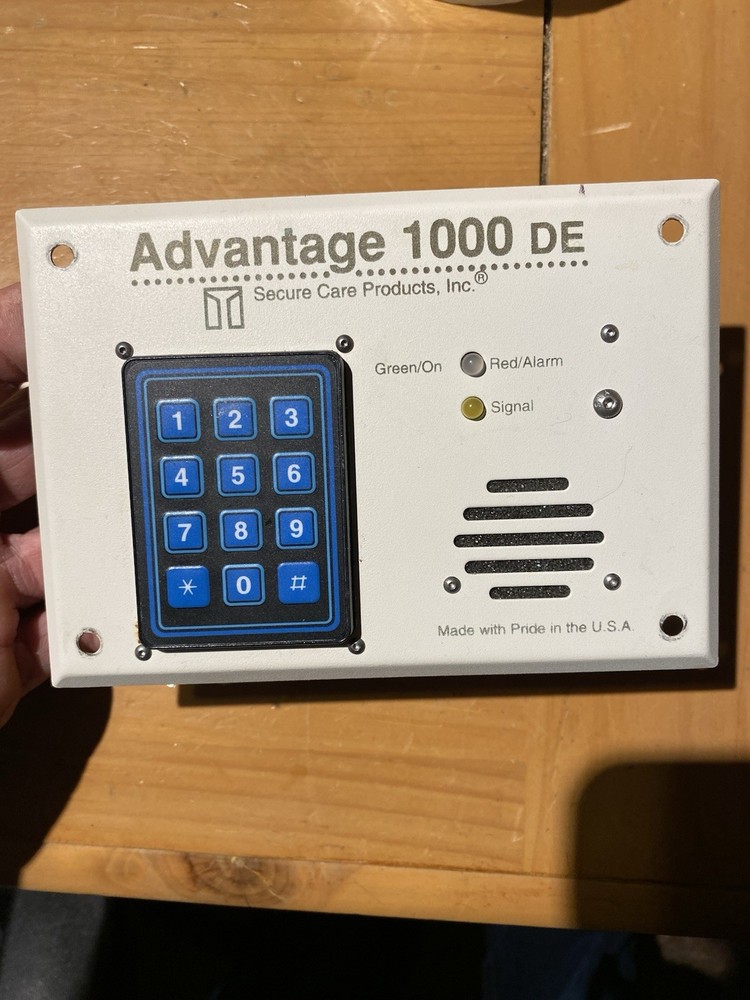 Advantage 1000 DE
Secure Care Products, Inc.®
Green/On Red/Alarm
Signal
1 2 3
4 5 6
7 8 9
* 0 #
Made with Pride in the U.S.A.